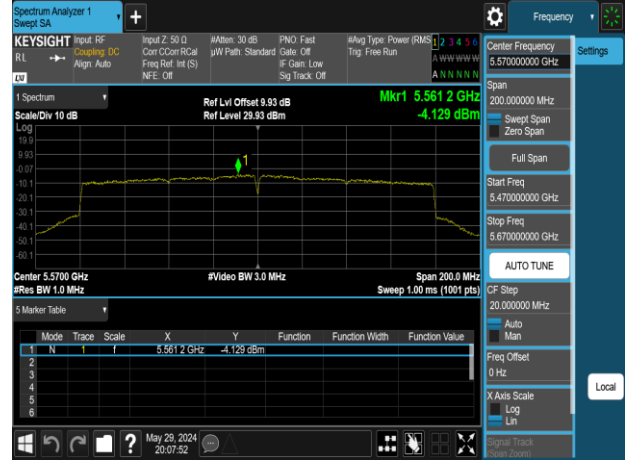 Spectrum Analyzer 1
Swept SA
Frequency
KEYSIGHT
RL
LXI
Input: RF
Coupling: DC
Align: Auto
Input Z: 50 Ω
Corr CCorr RCal
Freq Ref: Int (S)
NFE: Off
#Atten: 30 dB
µW Path: Standard
PNO: Fast
Gate: Off
IF Gain: Low
Sig Track: Off
#Avg Type: Power (RMS
Trig: Free Run
1 2 3 4 5 6
A W W W W W
A N N N N N
1 Spectrum
Scale/Div 10 dB
Ref Lvl Offset 9.93 dB
Ref Level 29.93 dBm
Mkr1 5.561 2 GHz
-4.129 dBm
Log
19.9
9.93
-0.07
-10.1
-20.1
-30.1
-40.1
-50.1
-60.1
1
Center 5.5700 GHz
#Video BW 3.0 MHz
Span 200.0 MHz
#Res BW 1.0 MHz
Sweep 1.00 ms (1001 pts)
5 Marker Table
Mode Trace Scale X Y Function Function Width Function Value
1 N 1 f 5.561 2 GHz -4.129 dBm
2
3
4
5
6
May 29, 2024
20:07:52
Center Frequency
5.570000000 GHz
Settings
Span
200.000000 MHz
Swept Span
Zero Span
Full Span
Start Freq
5.470000000 GHz
Stop Freq
5.670000000 GHz
AUTO TUNE
CF Step
20.000000 MHz
Auto
Man
Freq Offset
0 Hz
X Axis Scale
Log
Lin
Local
Signal Track
(Span Zoom)